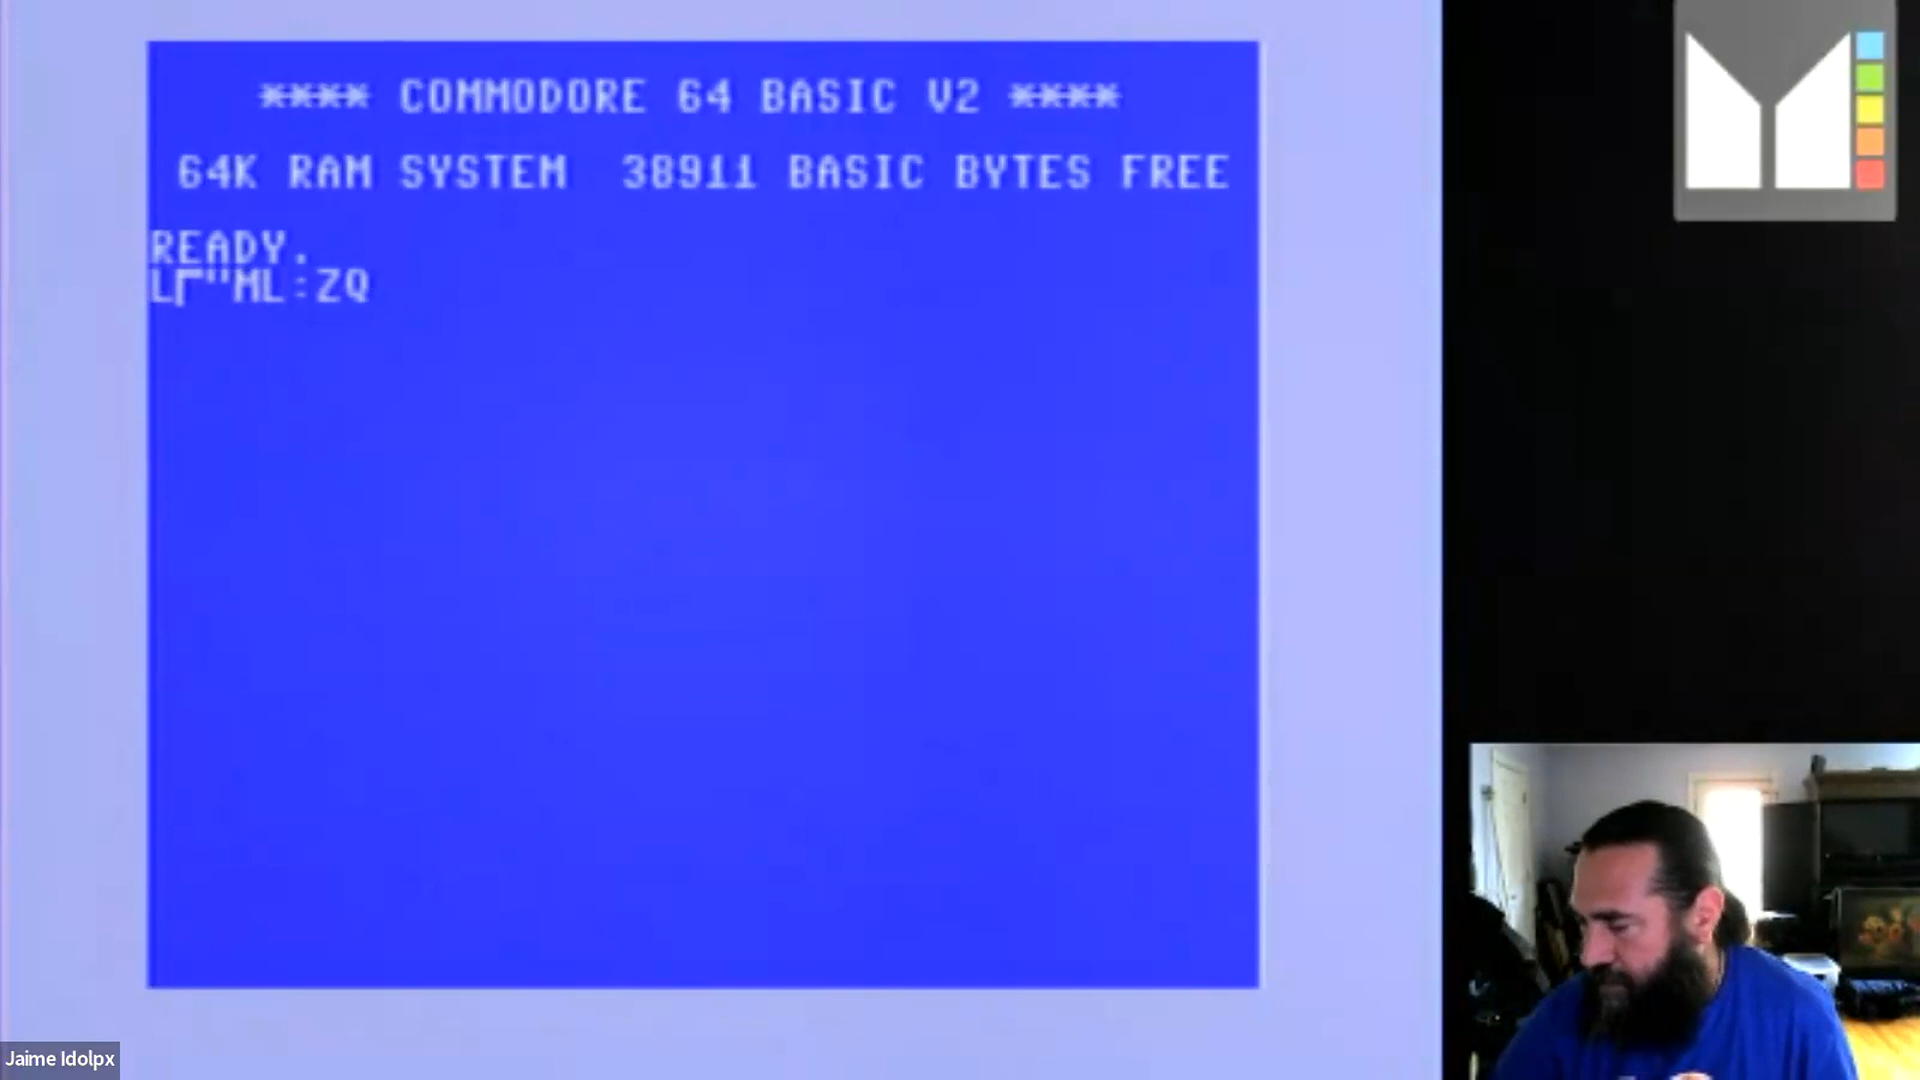 **** COMMODORE 64 BASIC V2 ****
64K RAM SYSTEM  38911 BASIC BYTES FREE
READY.
L┌"ML:ZQ
Jaime Idolpx